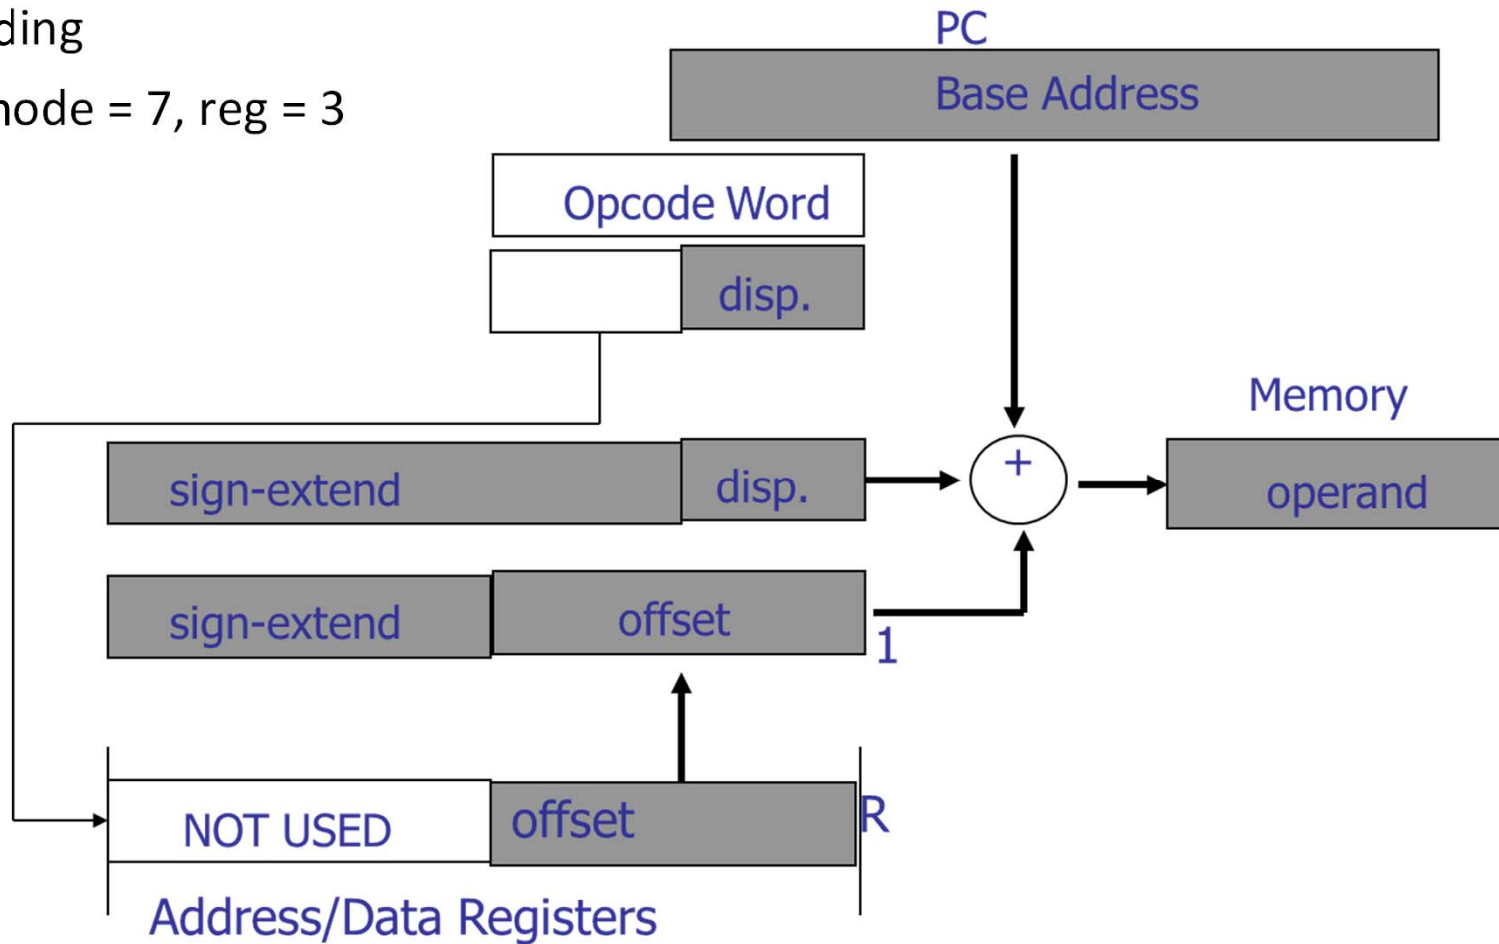 ding
node = 7, reg = 3
PC
Base Address
Opcode Word
disp.
Memory
sign-extend
disp.
+
operand
sign-extend
offset
1
NOT USED
offset
R
Address/Data Registers